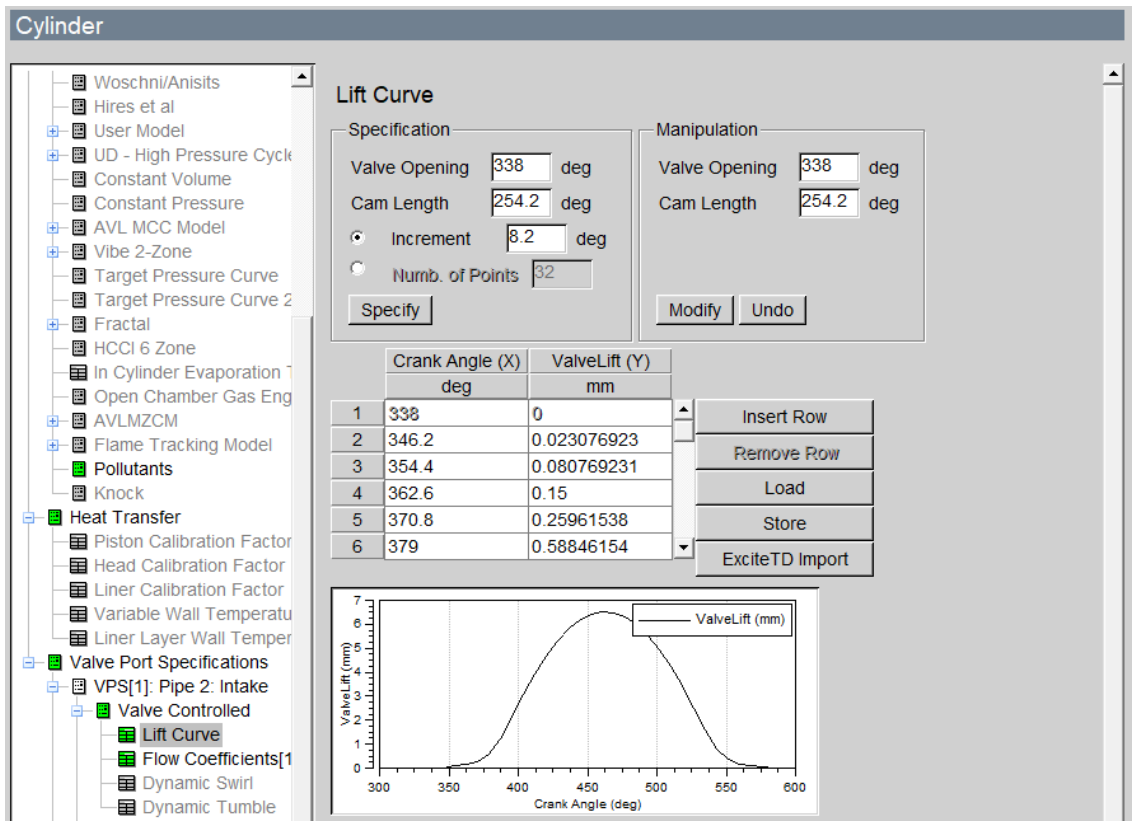 Cylinder
Woschni/Anisits
Hires et al
User Model
UD - High Pressure Cycle
Constant Volume
Constant Pressure
AVL MCC Model
Vibe 2-Zone
Target Pressure Curve
Target Pressure Curve 2
Fractal
HCCI 6 Zone
In Cylinder Evaporation T
Open Chamber Gas Eng
AVLMZCM
Flame Tracking Model
Pollutants
Knock
Heat Transfer
Piston Calibration Factor
Head Calibration Factor
Liner Calibration Factor
Variable Wall Temperatu
Liner Layer Wall Temper
Valve Port Specifications
VPS[1]: Pipe 2: Intake
Valve Controlled
Lift Curve
Flow Coefficients[1
Dynamic Swirl
Dynamic Tumble
Lift Curve
Specification
Valve Opening 338 deg
Cam Length 254.2 deg
Increment 8.2 deg
Numb. of Points 32
Specify
Manipulation
Valve Opening 338 deg
Cam Length 254.2 deg
Modify Undo
Crank Angle (X) ValveLift (Y)
deg mm
1 338 0
2 346.2 0.023076923
3 354.4 0.080769231
4 362.6 0.15
5 370.8 0.25961538
6 379 0.58846154
Insert Row
Remove Row
Load
Store
ExciteTD Import
ValveLift (mm)
7
6
5
4
3
2
1
0
ValveLift (mm)
300 350 400 450 500 550 600
Crank Angle (deg)